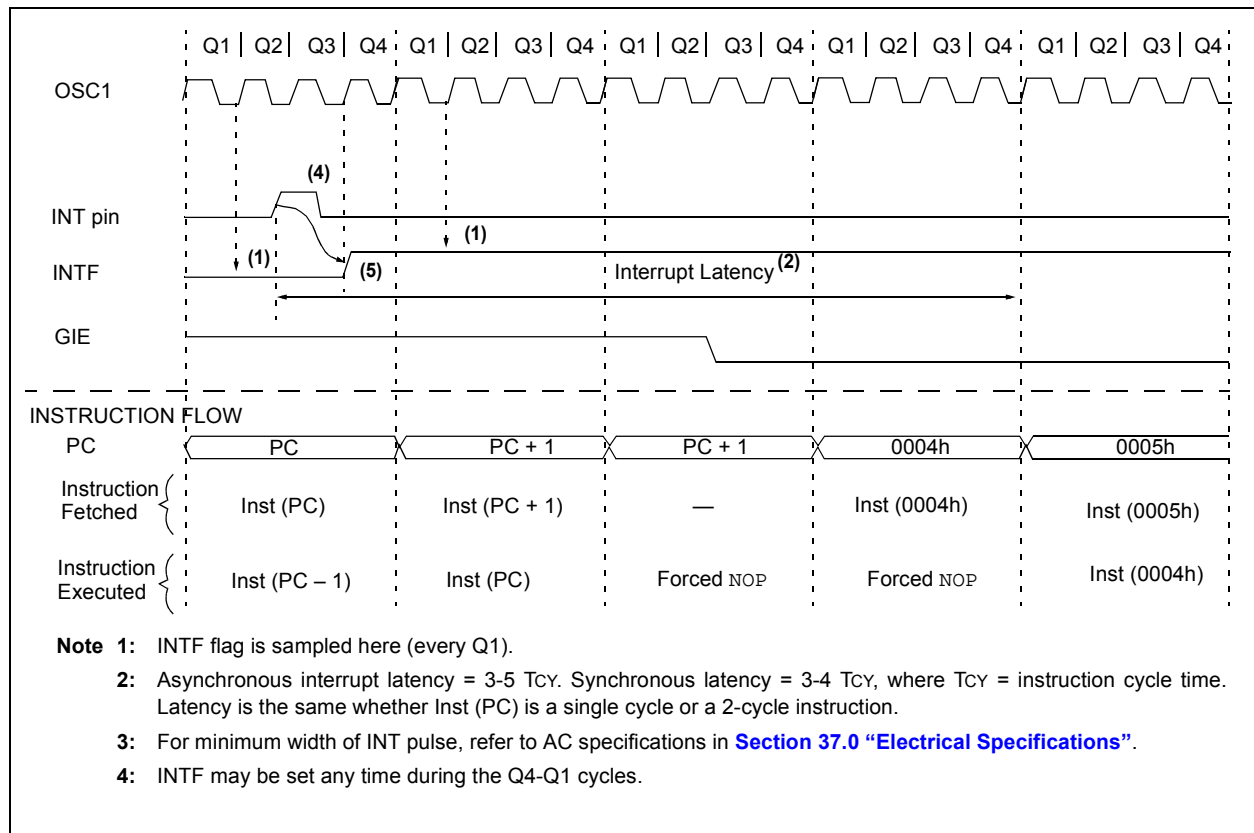 Q1 Q2 Q3 Q4 Q1 Q2 Q3 Q4 Q1 Q2 Q3 Q4 Q1 Q2 Q3 Q4 Q1 Q2 Q3 Q4
OSC1
(4)
INT pin
(1)
(1)
INTF
(5)
Interrupt Latency(2)
GIE
INSTRUCTION FLOW
PC PC PC + 1 PC + 1 0004h 0005h
Instruction
Fetched
Inst (PC) Inst (PC + 1) — Inst (0004h) Inst (0005h)
Instruction
Executed
Inst (PC – 1) Inst (PC) Forced NOP Forced NOP Inst (0004h)
Note 1: INTF flag is sampled here (every Q1).
2: Asynchronous interrupt latency = 3-5 TCY. Synchronous latency = 3-4 TCY, where TCY = instruction cycle time.
Latency is the same whether Inst (PC) is a single cycle or a 2-cycle instruction.
3: For minimum width of INT pulse, refer to AC specifications in Section 37.0 “Electrical Specifications”.
4: INTF may be set any time during the Q4-Q1 cycles.